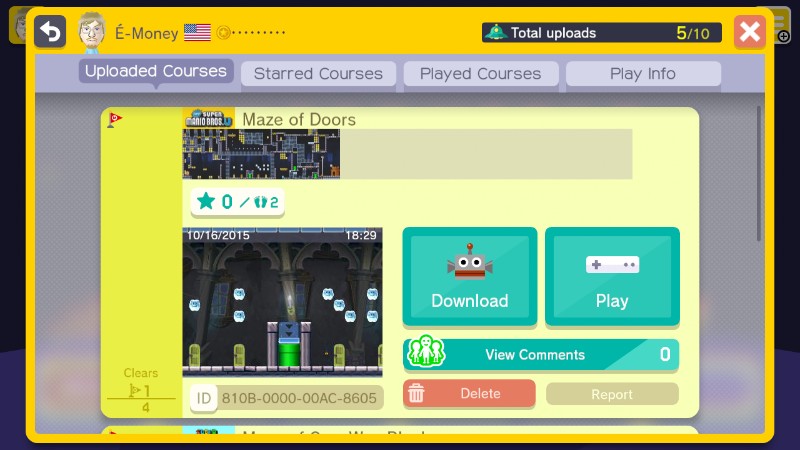 É-Money
Total uploads 5/10
Uploaded Courses
Starred Courses
Played Courses
Play Info
SUPER
MARIO BROS. U
Maze of Doors
0 / 2
10/16/2015 18:29
Download
Play
View Comments 0
Clears
1
4
ID 810B-0000-00AC-8605
Delete
Report